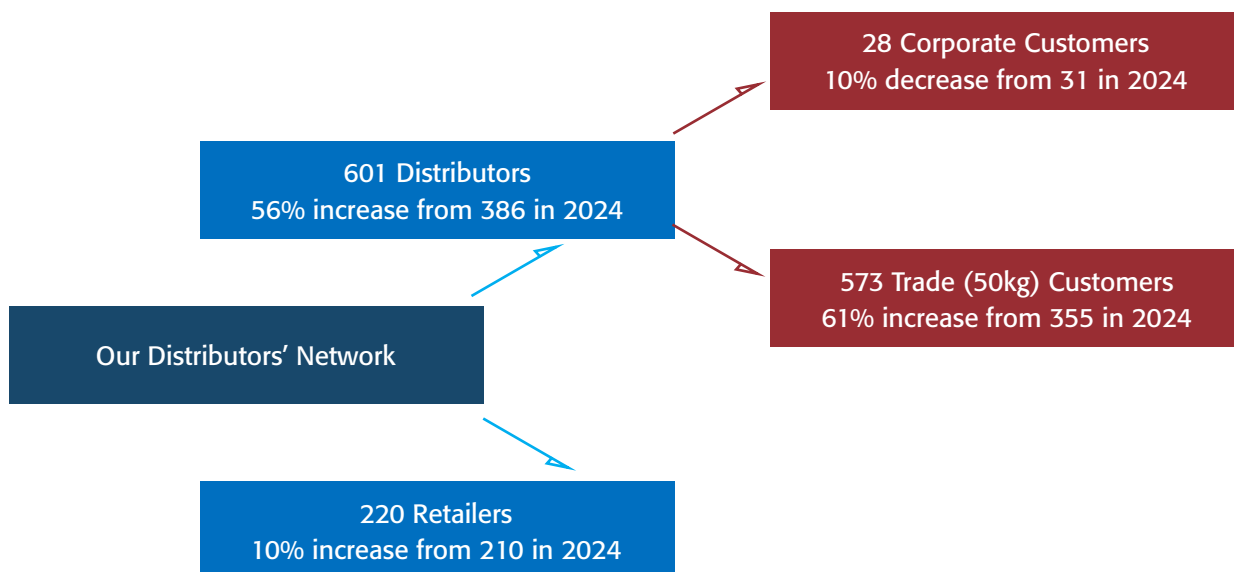 28 Corporate Customers
10% decrease from 31 in 2024
601 Distributors
56% increase from 386 in 2024
573 Trade (50kg) Customers
61% increase from 355 in 2024
Our Distributors’ Network
220 Retailers
10% increase from 210 in 2024